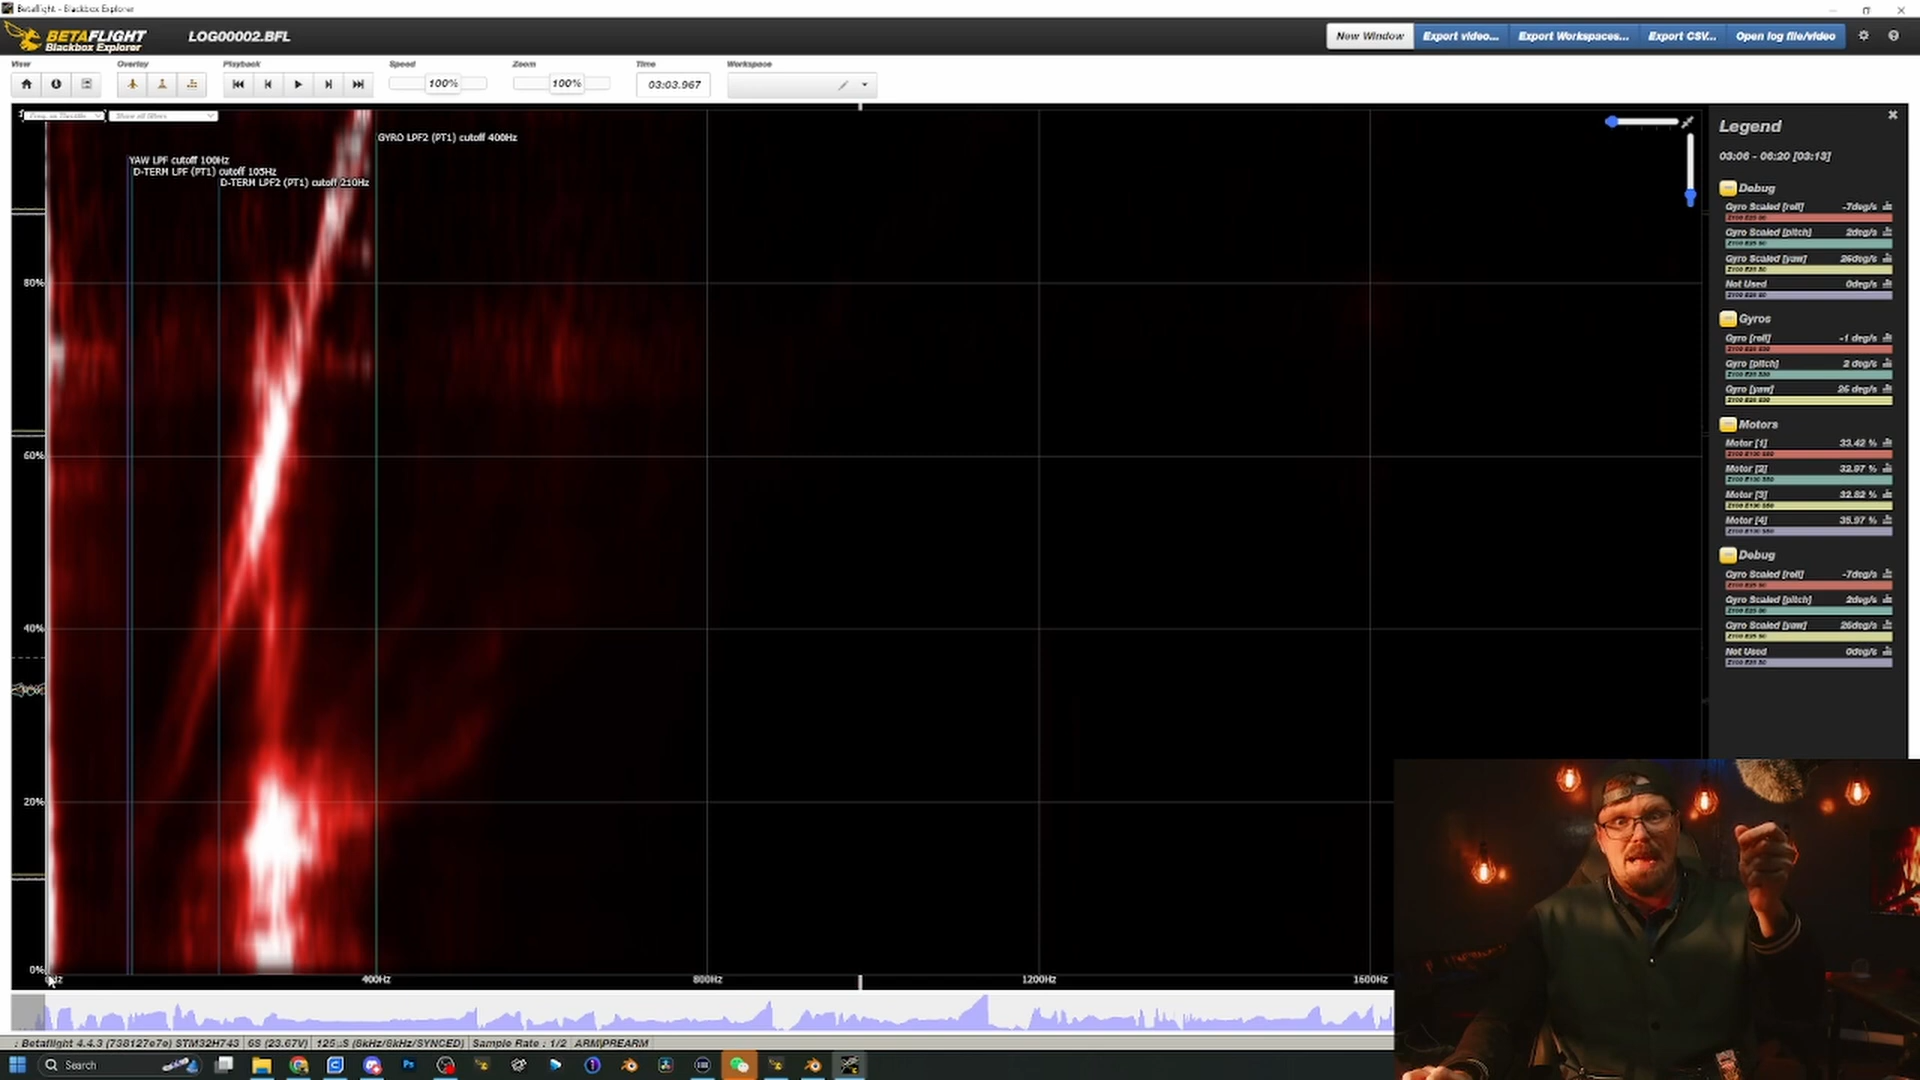 Betaflight - Blackbox Explorer
BETAFLIGHT
Blackbox Explorer
LOG00002.BFL
New Window
Export video...
Export Workspaces...
Export CSV...
Open log file/video
View
Overlay
Playback
Speed
Zoom
Time
Workspace
100%
100%
03:03.967
Freq. vs Throttle
Show all filters
GYRO LPF2 (PT1) cutoff 400Hz
YAW LPF cutoff 100Hz
D-TERM LPF (PT1) cutoff 105Hz
D-TERM LPF2 (PT1) cutoff 210Hz
80%
60%
40%
20%
0%
400Hz
800Hz
1200Hz
1600Hz
Legend
03:06 - 06:20 [03:13]
Debug
Gyro Scaled [roll] -7deg/s
Gyro Scaled [pitch] 2deg/s
Gyro Scaled [yaw] 26deg/s
Not Used 0deg/s
Gyros
Gyro [roll] -1 deg/s
Gyro [pitch] 2 deg/s
Gyro [yaw] 26 deg/s
Motors
Motor [1] 33.42 %
Motor [2] 32.97 %
Motor [3] 32.82 %
Motor [4] 35.97 %
Debug
Gyro Scaled [roll] -7deg/s
Gyro Scaled [pitch] 2deg/s
Gyro Scaled [yaw] 26deg/s
Not Used 0deg/s
: Betaflight 4.4.3 (738127e7e) STM32H743
6S (23.67V)
125µS (8kHz/8kHz/SYNCED)
Sample Rate : 1/2
ARM|PREARM
Search